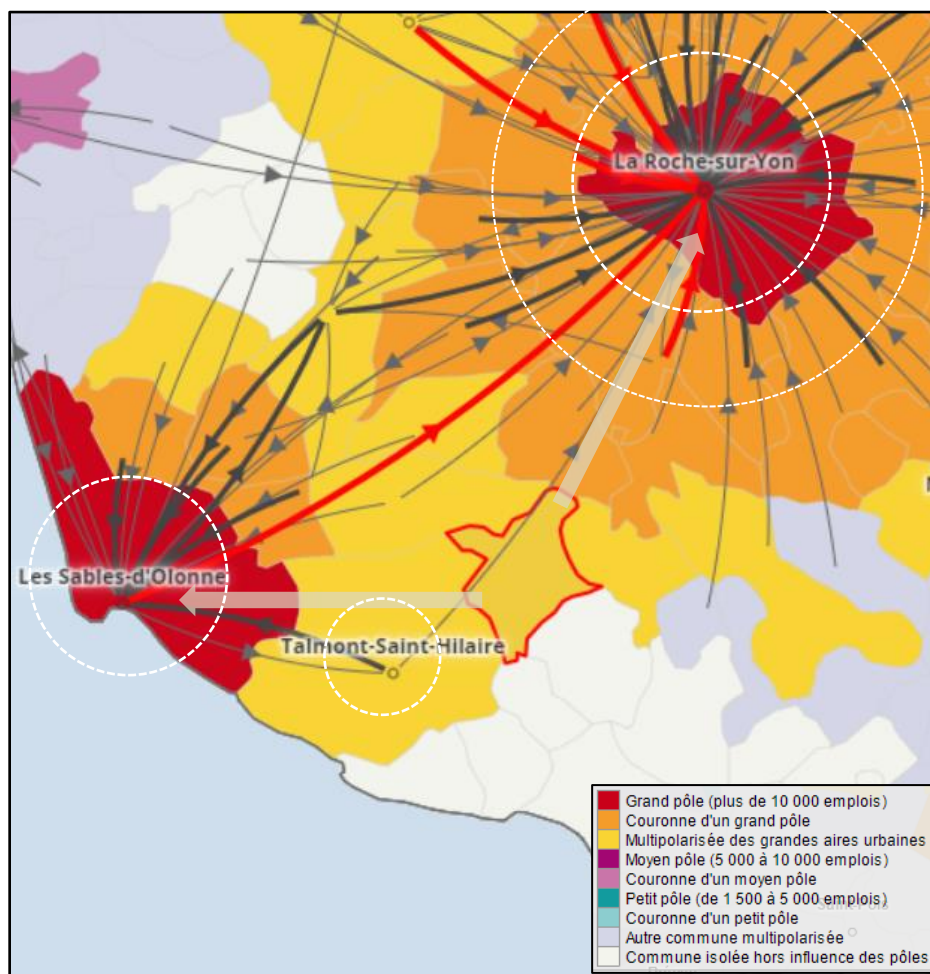 La Roche-sur-Yon
Les Sables-d'Olonne
Talmont-Saint-Hilaire
Grand pôle (plus de 10 000 emplois)
Couronne d'un grand pôle
Multipolarisée des grandes aires urbaines
Moyen pôle (5 000 à 10 000 emplois)
Couronne d'un moyen pôle
Petit pôle (de 1 500 à 5 000 emplois)
Couronne d'un petit pôle
Autre commune multipolarisée
Commune isolée hors influence des pôles